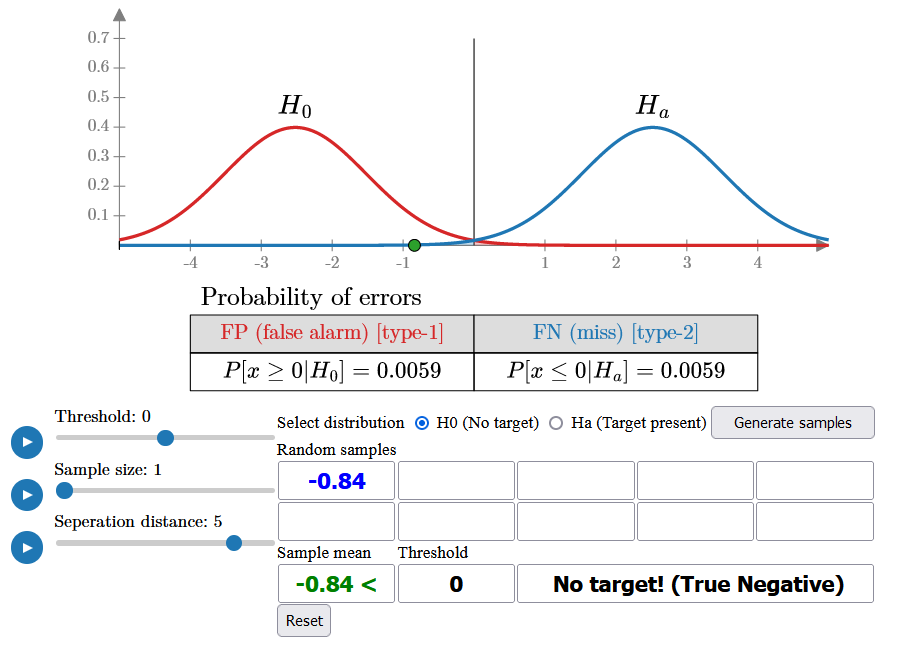 0.7
0.6
0.5
0.4
0.3
0.2
0.1
H₀
Hₐ
-4 -3 -2 -1 1 2 3 4
Probability of errors
FP (false alarm) [type-1] FN (miss) [type-2]
P[x ≥ 0|H₀] = 0.0059 P[x ≤ 0|Hₐ] = 0.0059
Threshold: 0
Sample size: 1
Seperation distance: 5
Select distribution H0 (No target) Ha (Target present) Generate samples
Random samples
-0.84
Sample mean Threshold
-0.84 < 0 No target! (True Negative)
Reset